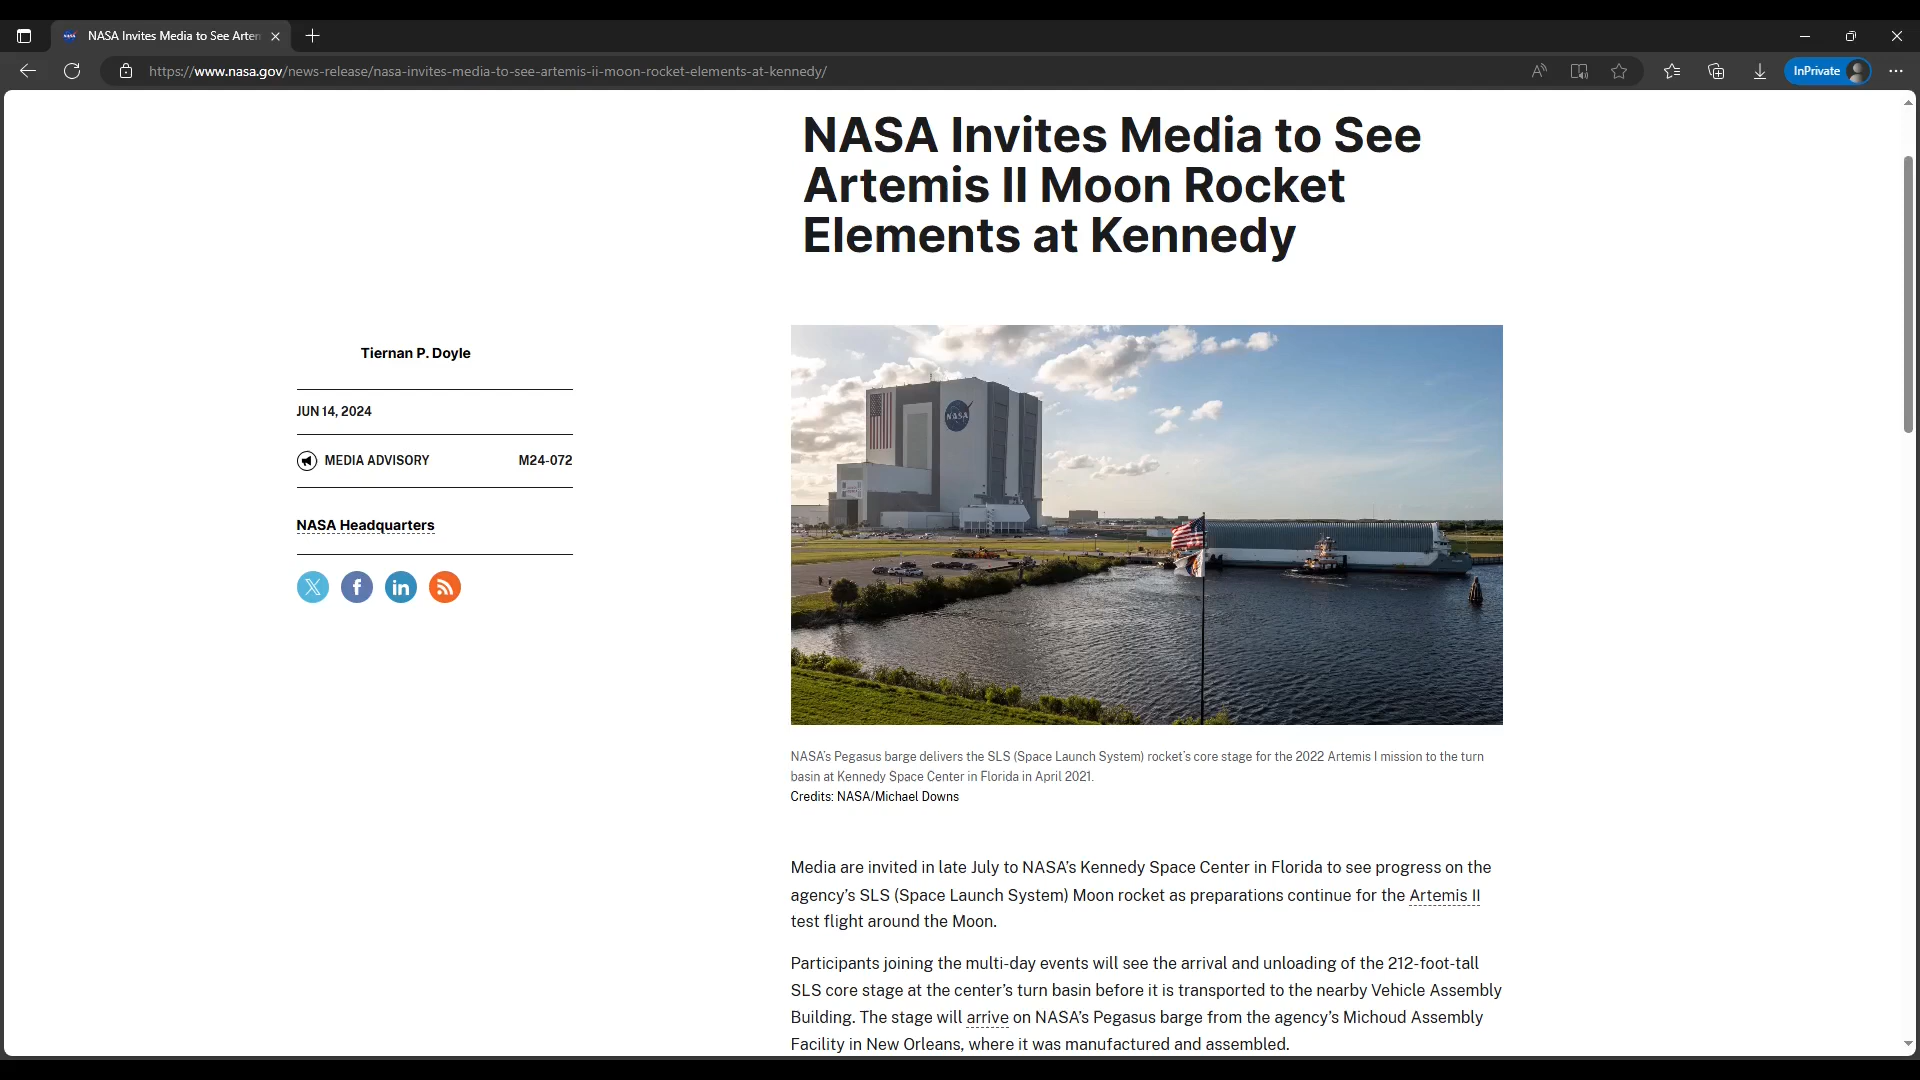 NASA Invites Media to See Artem
https://www.nasa.gov/news-release/nasa-invites-media-to-see-artemis-ii-moon-rocket-elements-at-kennedy/
InPrivate
NASA Invites Media to See
Artemis II Moon Rocket
Elements at Kennedy
Tiernan P. Doyle
JUN 14, 2024
MEDIA ADVISORY M24-072
NASA Headquarters
NASA
NASA's Pegasus barge delivers the SLS (Space Launch System) rocket's core stage for the 2022 Artemis I mission to the turn
basin at Kennedy Space Center in Florida in April 2021.
Credits: NASA/Michael Downs
Media are invited in late July to NASA's Kennedy Space Center in Florida to see progress on the
agency's SLS (Space Launch System) Moon rocket as preparations continue for the Artemis II
test flight around the Moon.
Participants joining the multi-day events will see the arrival and unloading of the 212-foot-tall
SLS core stage at the center's turn basin before it is transported to the nearby Vehicle Assembly
Building. The stage will arrive on NASA's Pegasus barge from the agency's Michoud Assembly
Facility in New Orleans, where it was manufactured and assembled.